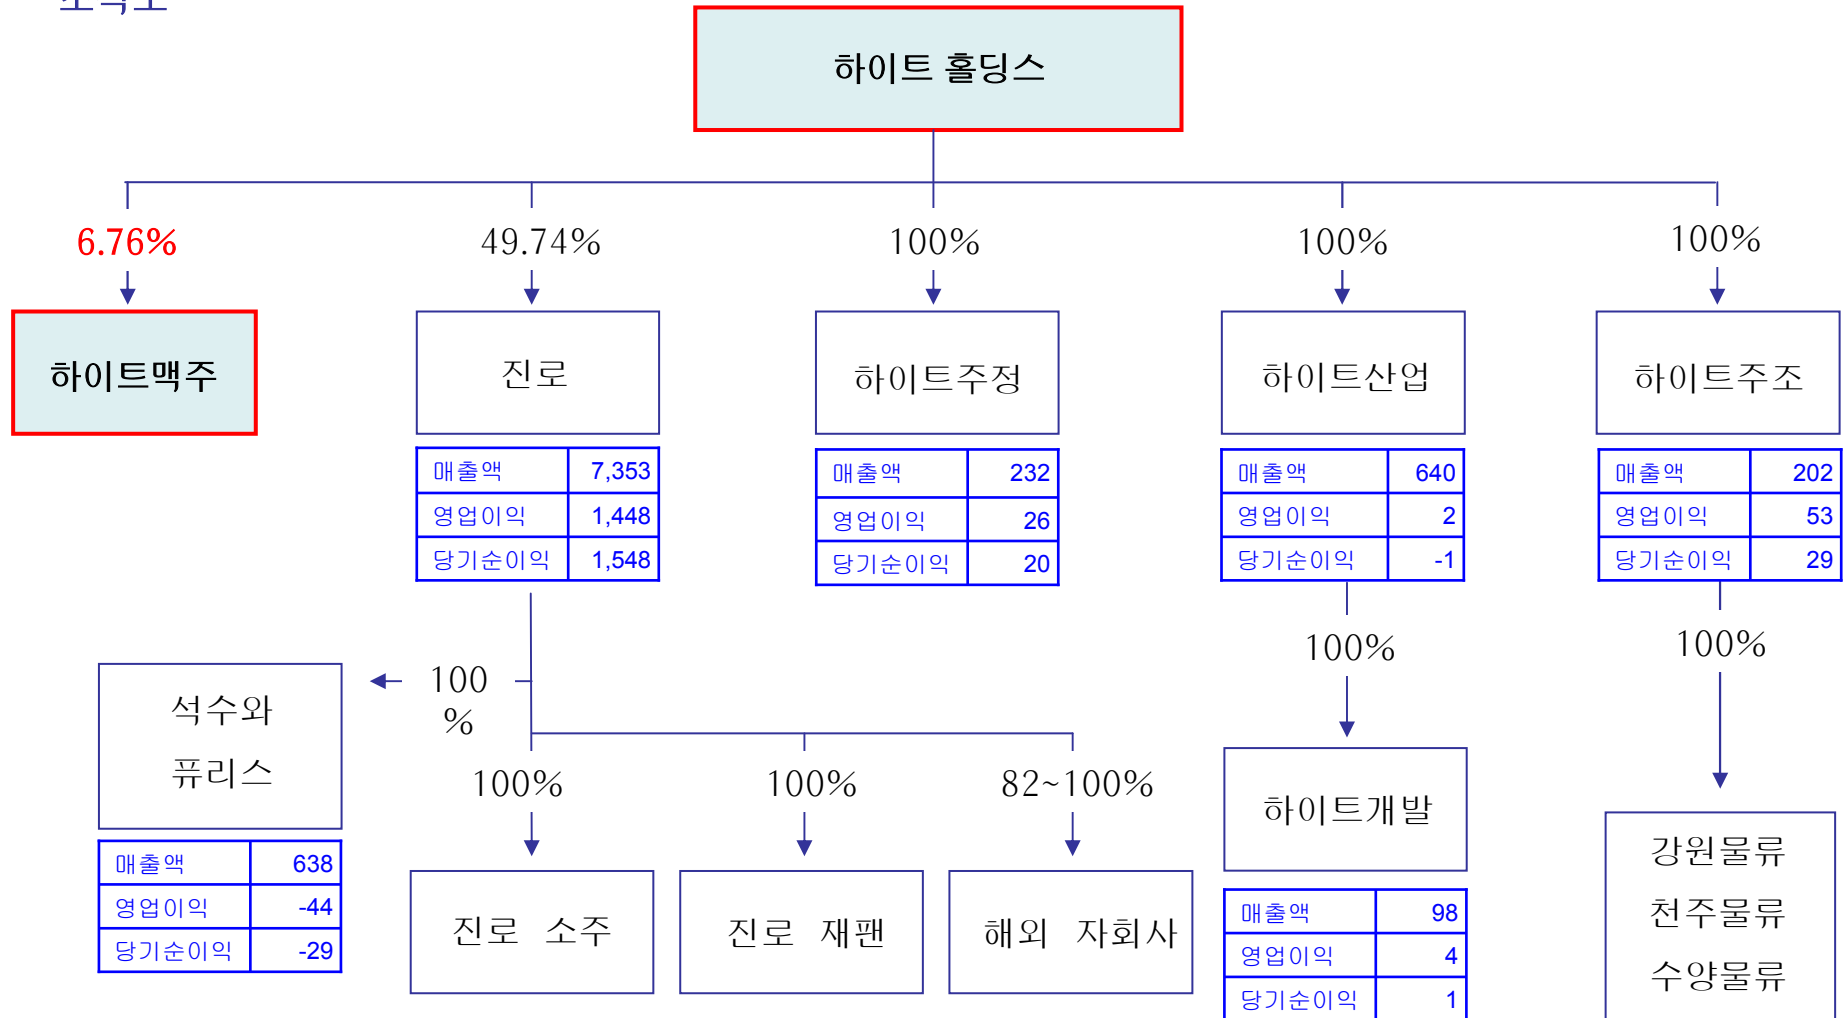 하이트 홀딩스
6.76%
49.74%
100%
100%
100%
하이트맥주
진로
하이트주정
하이트산업
하이트주조
매출액 7,353
영업이익 1,448
당기순이익 1,548
매출액 232
영업이익 26
당기순이익 20
매출액 640
영업이익 2
당기순이익 -1
매출액 202
영업이익 53
당기순이익 29
100
%
100%
100%
석수와
퓨리스
매출액 638
영업이익 -44
당기순이익 -29
100%
100%
82~100%
진로 소주
진로 재팬
해외 자회사
하이트개발
매출액 98
영업이익 4
당기순이익 1
강원물류
천주물류
수양물류